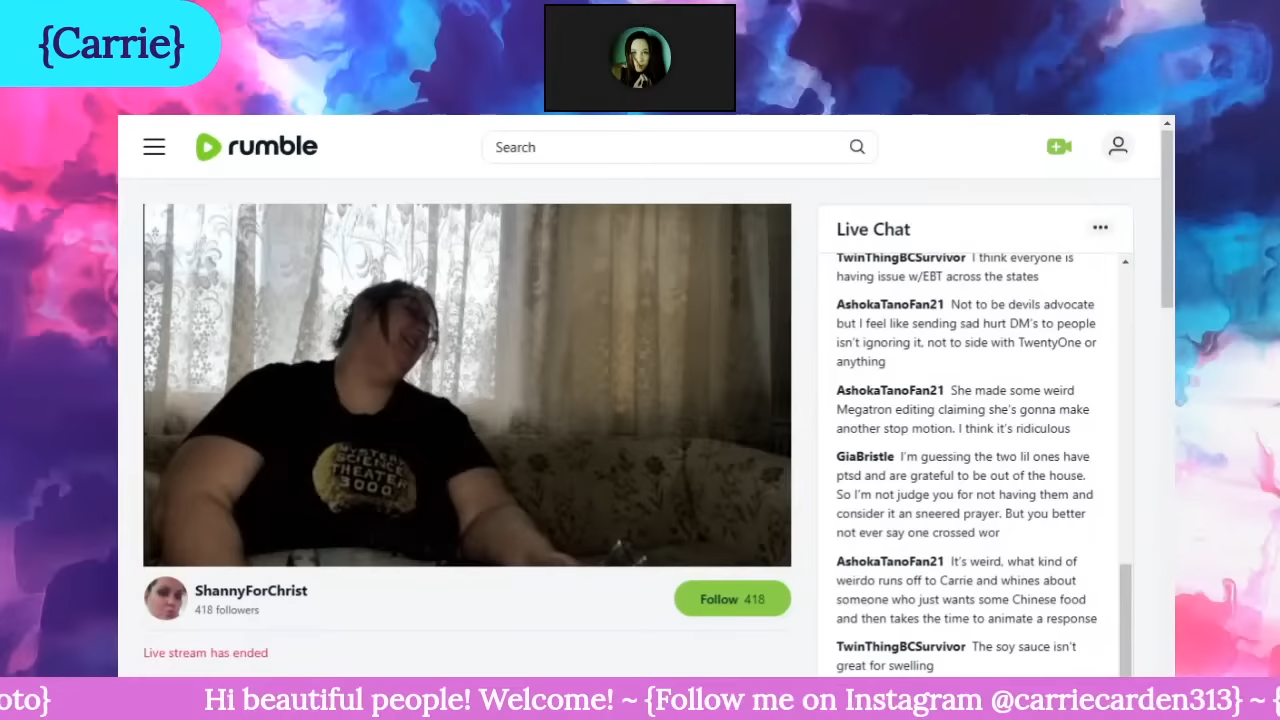 {Carrie}
rumble
Search
MYSTERY
SCIENCE
THEATER
3000
ShannyForChrist
418 followers
Follow 418
Live stream has ended
Live Chat
TwinThingBCSurvivor I think everyone is
having issue w/EBT across the states
AshokaTanoFan21 Not to be devils advocate
but I feel like sending sad hurt DM's to people
isn't ignoring it, not to side with TwentyOne or
anything
AshokaTanoFan21 She made some weird
Megatron editing claiming she's gonna make
another stop motion. I think it's ridiculous
GiaBristle I'm guessing the two lil ones have
ptsd and are grateful to be out of the house.
So I'm not judge you for not having them and
consider it an sneered prayer. But you better
not ever say one crossed wor
AshokaTanoFan21 It's weird, what kind of
weirdo runs off to Carrie and whines about
someone who just wants some Chinese food
and then takes the time to animate a response
TwinThingBCSurvivor The soy sauce isn't
great for swelling
oto} Hi beautiful people! Welcome! ~ {Follow me on Instagram @carriecarden313} ~ {